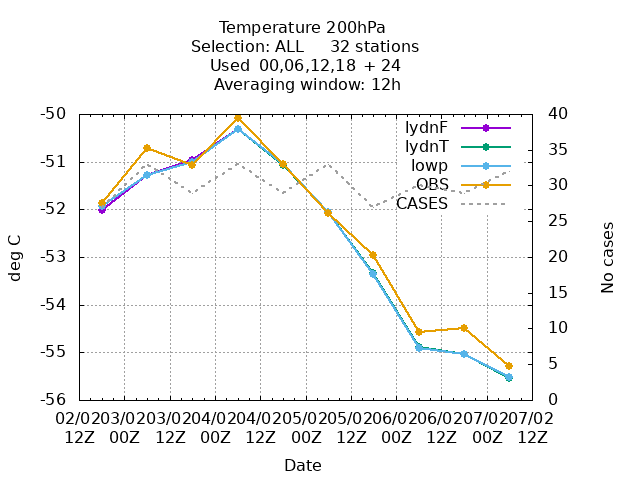 Temperature 200hPa
Selection: ALL 32 stations
Used 00,06,12,18 + 24
Averaging window: 12h
-50 40
lydnF
lydnT
lowp
OBS
CASES
-51
-52
-53
-54
-55
-56
35
30
25
20
15
10
5
0
deg C
No cases
02/02 03/02 03/02 04/02 04/02 05/02 05/02 06/02 06/02 07/02 07/02
12Z 00Z 12Z 00Z 12Z 00Z 12Z 00Z 12Z 00Z 12Z
Date